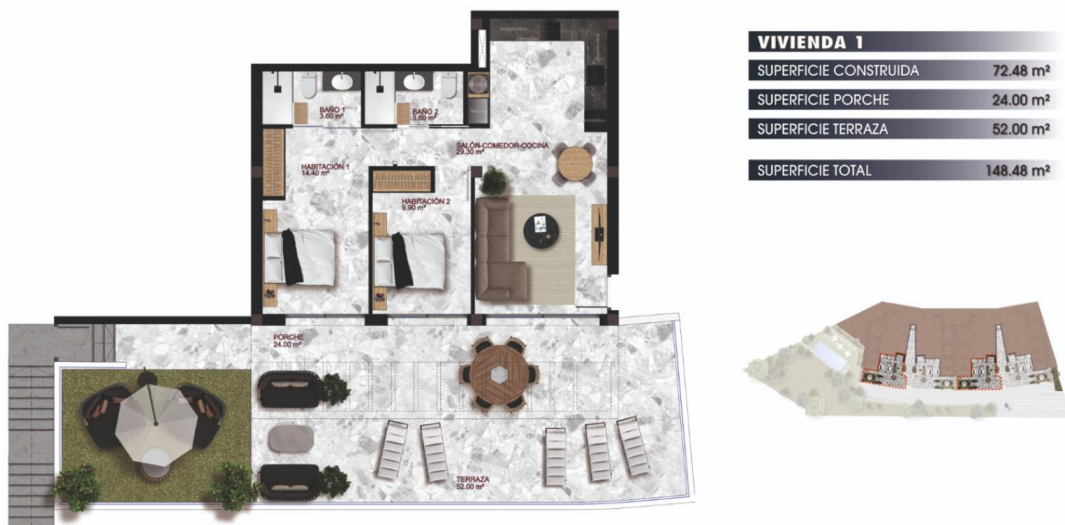 BAÑO 1
3.60 m²
BAÑO 2
3.60 m²
SALÓN-COMEDOR-COCINA
29.30 m²
HABITACIÓN 1
14.40 m²
HABITACIÓN 2
9.90 m²
PORCHE
24.00 m²
TERRAZA
52.00 m²
VIVIENDA 1
SUPERFICIE CONSTRUIDA 72.48 m²
SUPERFICIE PORCHE 24.00 m²
SUPERFICIE TERRAZA 52.00 m²
SUPERFICIE TOTAL 148.48 m²